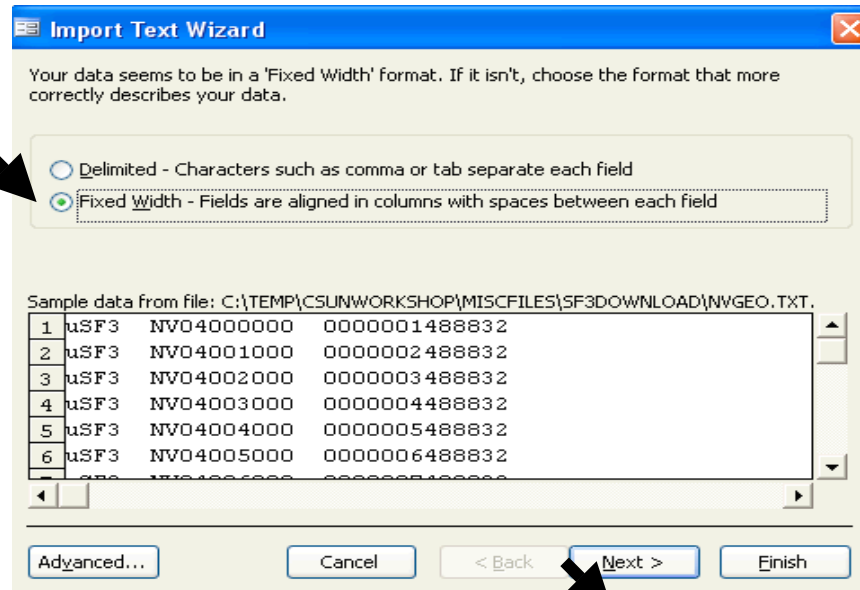 Import Text Wizard
Your data seems to be in a 'Fixed Width' format. If it isn't, choose the format that more
correctly describes your data.
Delimited - Characters such as comma or tab separate each field
Fixed Width - Fields are aligned in columns with spaces between each field
Sample data from file: C:\TEMP\CSUNWORKSHOP\MISCFILES\SF3DOWNLOAD\NVGEO.TXT.
1 uSF3 NV04000000 0000001488832
2 uSF3 NV04001000 0000002488832
3 uSF3 NV04002000 0000003488832
4 uSF3 NV04003000 0000004488832
5 uSF3 NV04004000 0000005488832
6 uSF3 NV04005000 0000006488832
Advanced... Cancel < Back Next > Finish